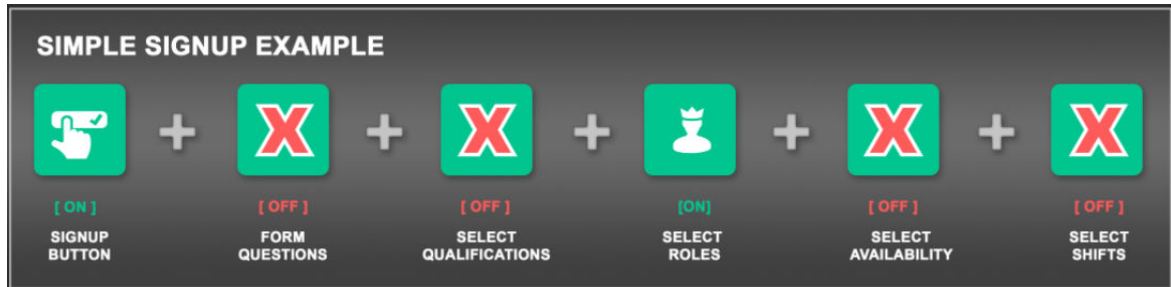 SIMPLE SIGNUP EXAMPLE
[ ON ]
[ OFF ]
[ OFF ]
[ON]
[ OFF ]
[ OFF ]
SIGNUP
BUTTON
FORM
QUESTIONS
SELECT
QUALIFICATIONS
SELECT
ROLES
SELECT
AVAILABILITY
SELECT
SHIFTS